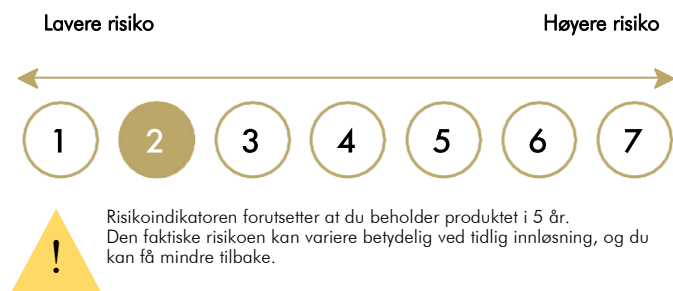 Lavere risiko Høyere risiko
1 2 3 4 5 6 7
Risikoindikatoren forutsetter at du beholder produktet i 5 år.
Den faktiske risikoen kan variere betydelig ved tidlig innløsning, og du
kan få mindre tilbake.
!